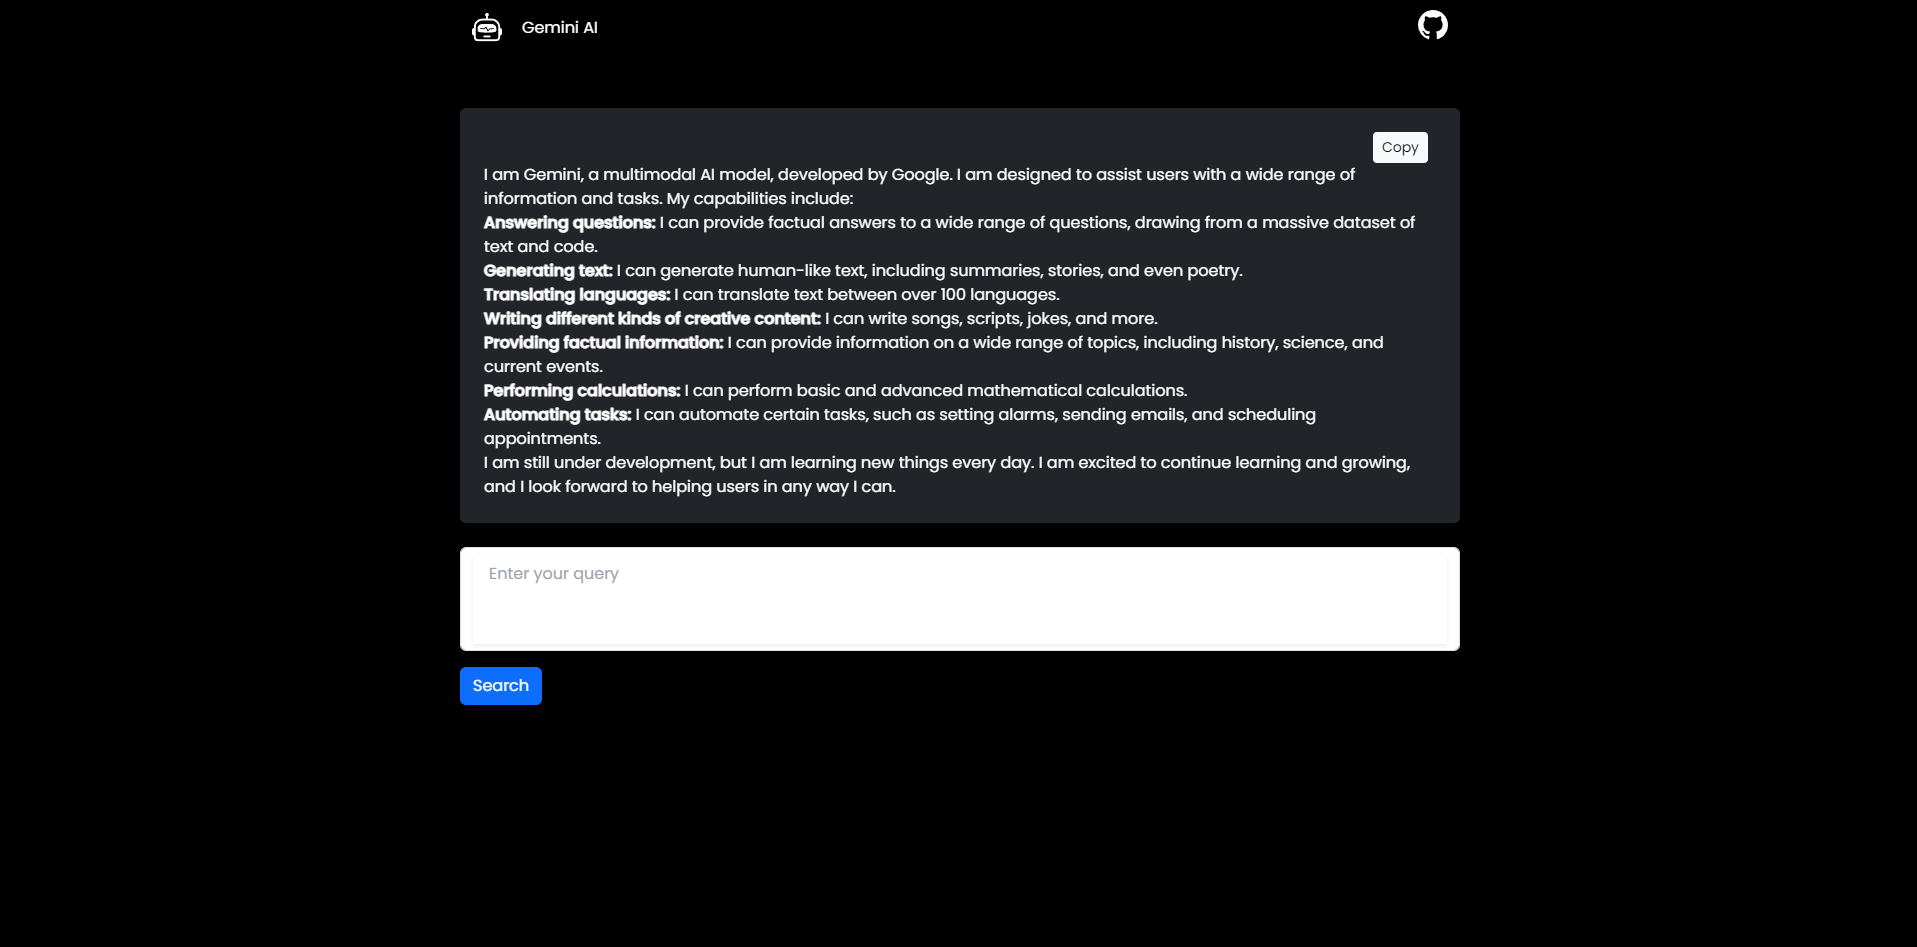 Gemini AI
Copy
I am Gemini, a multimodal AI model, developed by Google. I am designed to assist users with a wide range of
information and tasks. My capabilities include:
Answering questions: I can provide factual answers to a wide range of questions, drawing from a massive dataset of
text and code.
Generating text: I can generate human-like text, including summaries, stories, and even poetry.
Translating languages: I can translate text between over 100 languages.
Writing different kinds of creative content: I can write songs, scripts, jokes, and more.
Providing factual information: I can provide information on a wide range of topics, including history, science, and
current events.
Performing calculations: I can perform basic and advanced mathematical calculations.
Automating tasks: I can automate certain tasks, such as setting alarms, sending emails, and scheduling
appointments.
I am still under development, but I am learning new things every day. I am excited to continue learning and growing,
and I look forward to helping users in any way I can.
Enter your query
Search